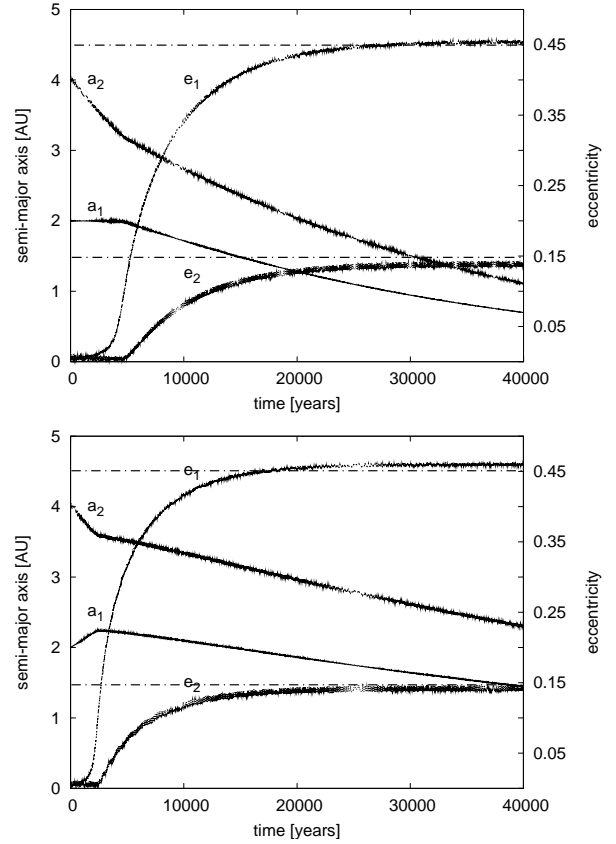 5
4
3
2
1
0
semi-major axis [AU]
0.45
0.35
0.25
0.15
0.05
eccentricity
a2
e1
a1
e2
0 10000 20000 30000 40000
time [years]
5
4
3
2
1
0
semi-major axis [AU]
0.45
0.35
0.25
0.15
0.05
eccentricity
e1
a2
a1
e2
0 10000 20000 30000 40000
time [years]